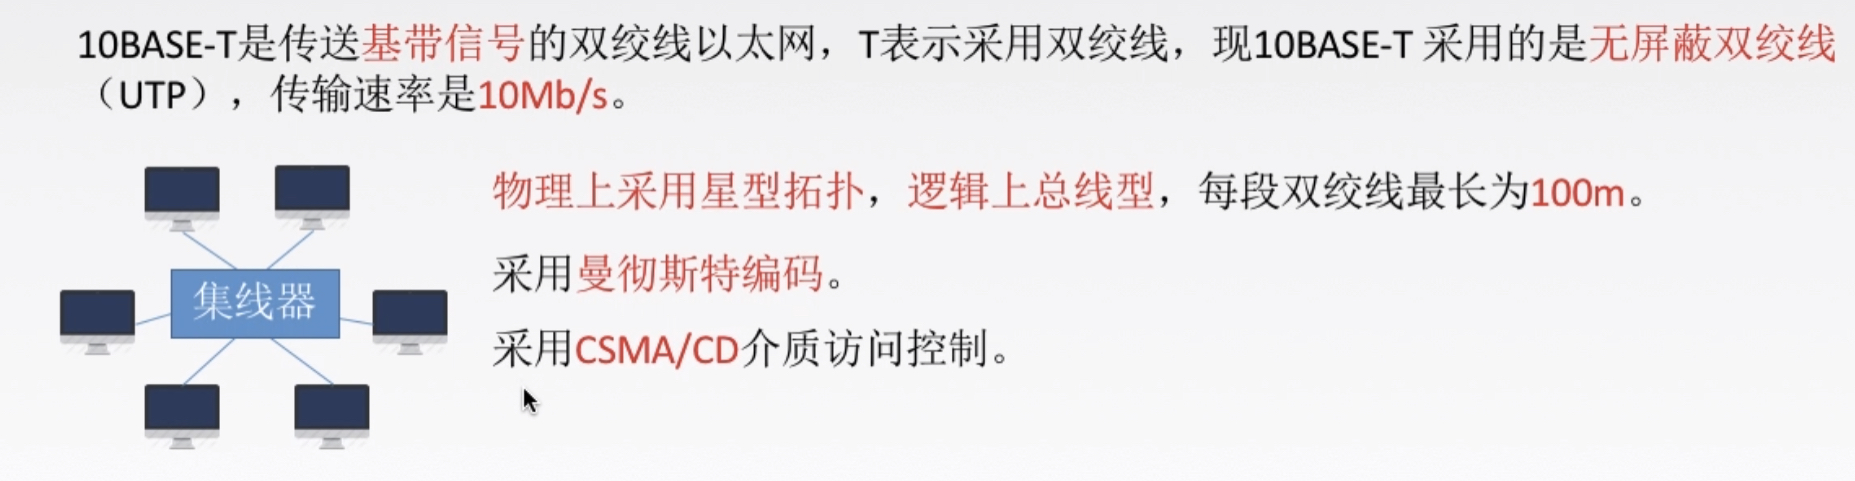 10BASE-T是传送基带信号的双绞线以太网，T表示采用双绞线，现10BASE-T 采用的是无屏蔽双绞线
（UTP），传输速率是10Mb/s。
物理上采用星型拓扑，逻辑上总线型，每段双绞线最长为100m。
采用曼彻斯特编码。
集线器
采用CSMA/CD介质访问控制。